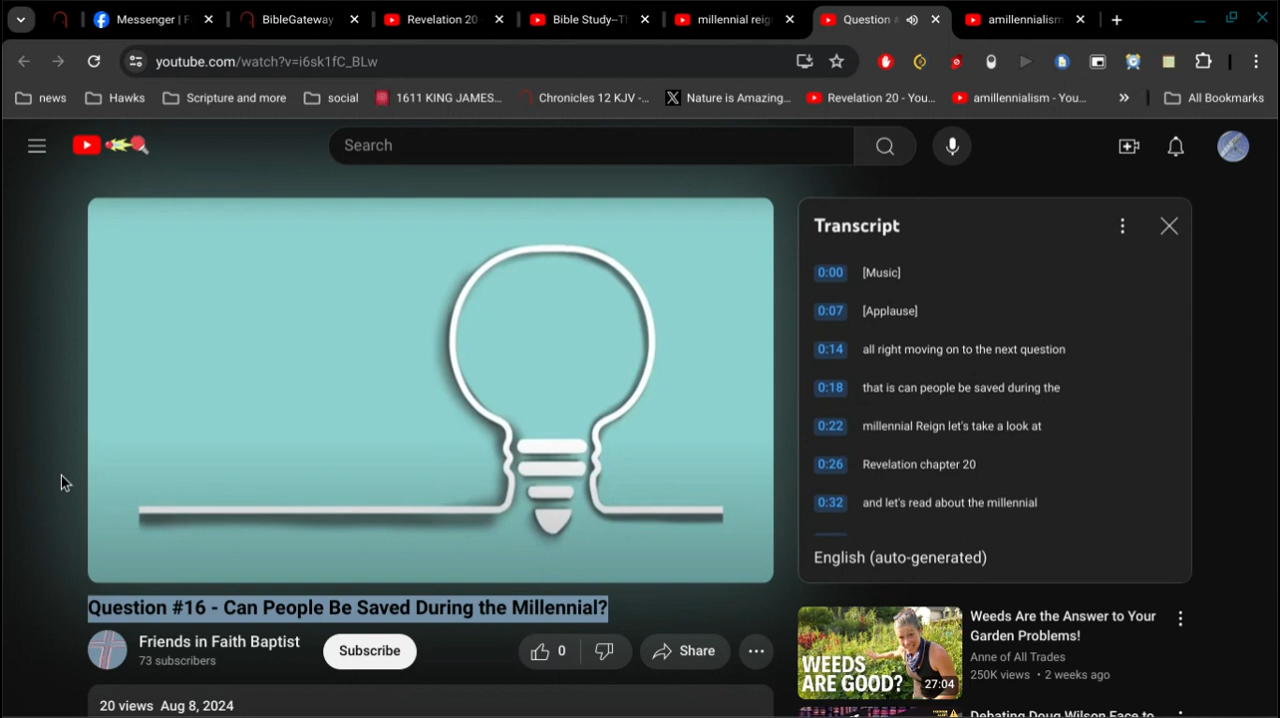 Messenger | F
BibleGateway
Revelation 20
Bible Study--T
millennial reig
Question #
amillennialism
youtube.com/watch?v=i6sk1fC_BLw
news
Handks
Scripture and more
social
1611 KING JAMES...
Chronicles 12 KJV -...
Nature is Amazing...
Revelation 20 - You...
amillennialism - You...
»
All Bookmarks
Search
Transcript
0:00 [Music]
0:07 [Applause]
0:14 all right moving on to the next question
0:18 that is can people be saved during the
0:22 millennial Reign let's take a look at
0:26 Revelation chapter 20
0:32 and let's read about the millennial
English (auto-generated)
Question #16 - Can People Be Saved During the Millennial?
Friends in Faith Baptist
73 subscribers
Subscribe
0
Share
20 views Aug 8, 2024
WEEDS
ARE GOOD?
27:04
Weeds Are the Answer to Your
Garden Problems!
Anne of All Trades
250K views • 2 weeks ago
Debating Doug Wilson Face to